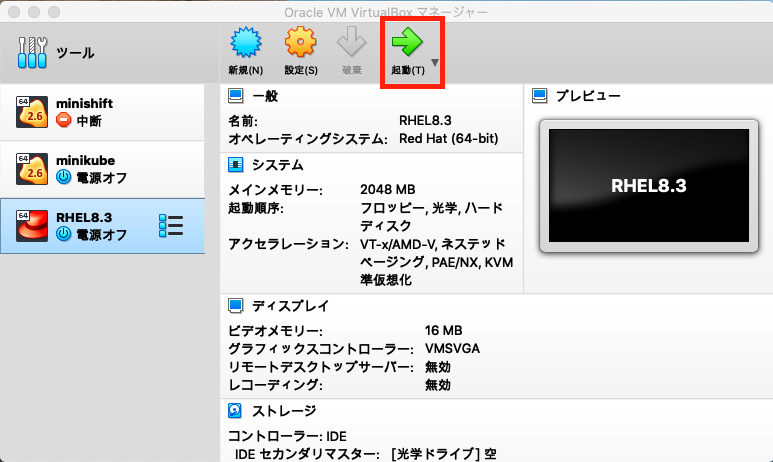 Oracle VM VirtualBox マネージャー
ツール
新規(N)
設定(S)
破棄
起動(T)
64
2.6
minishift
中断
64
2.6
minikube
電源オフ
64
RHEL8.3
電源オフ
一般
名前: RHEL8.3
オペレーティングシステム: Red Hat (64-bit)
システム
メインメモリー: 2048 MB
起動順序: フロッピー, 光学, ハード
ディスク
アクセラレーション: VT-x/AMD-V, ネステッド
ページング, PAE/NX, KVM
準仮想化
プレビュー
RHEL8.3
ディスプレイ
ビデオメモリー: 16 MB
グラフィックスコントローラー: VMSVGA
リモートデスクトップサーバー: 無効
レコーディング: 無効
ストレージ
コントローラー: IDE
IDE セカンダリマスター: [光学ドライブ] 空